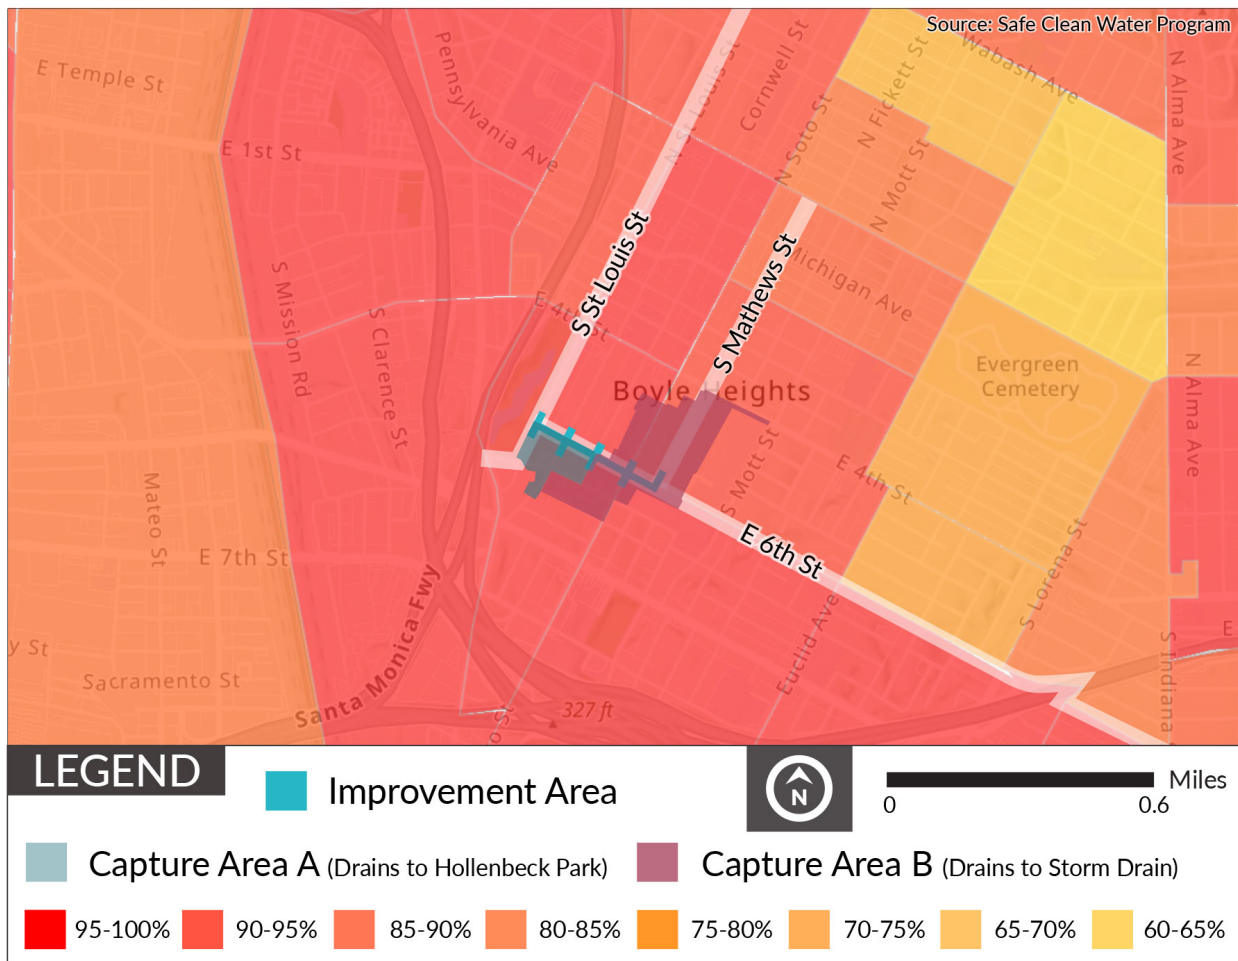 Source: Safe Clean Water Program
E Temple St
Pennsylvania Ave
N St Louis St
Cornwell St
N Soto St
N Fickett St
Wabash Ave
N Alma Ave
E 1st St
N Mott St
S Mission Rd
S Clarence St
E 4th St
S St Louis St
S Mathews St
Michigan Ave
Boyle Heights
Evergreen
Cemetery
N Alma Ave
Mateo St
S Mott St
E 4th St
E 7th St
E 6th St
S Lorena St
Euclid Ave
y St
Sacramento St
Santa Monica Fwy
o St
327 ft
S Indiana
E
LEGEND
Improvement Area
N
0 0.6 Miles
Capture Area A (Drains to Hollenbeck Park)
Capture Area B (Drains to Storm Drain)
95-100% 90-95% 85-90% 80-85% 75-80% 70-75% 65-70% 60-65%